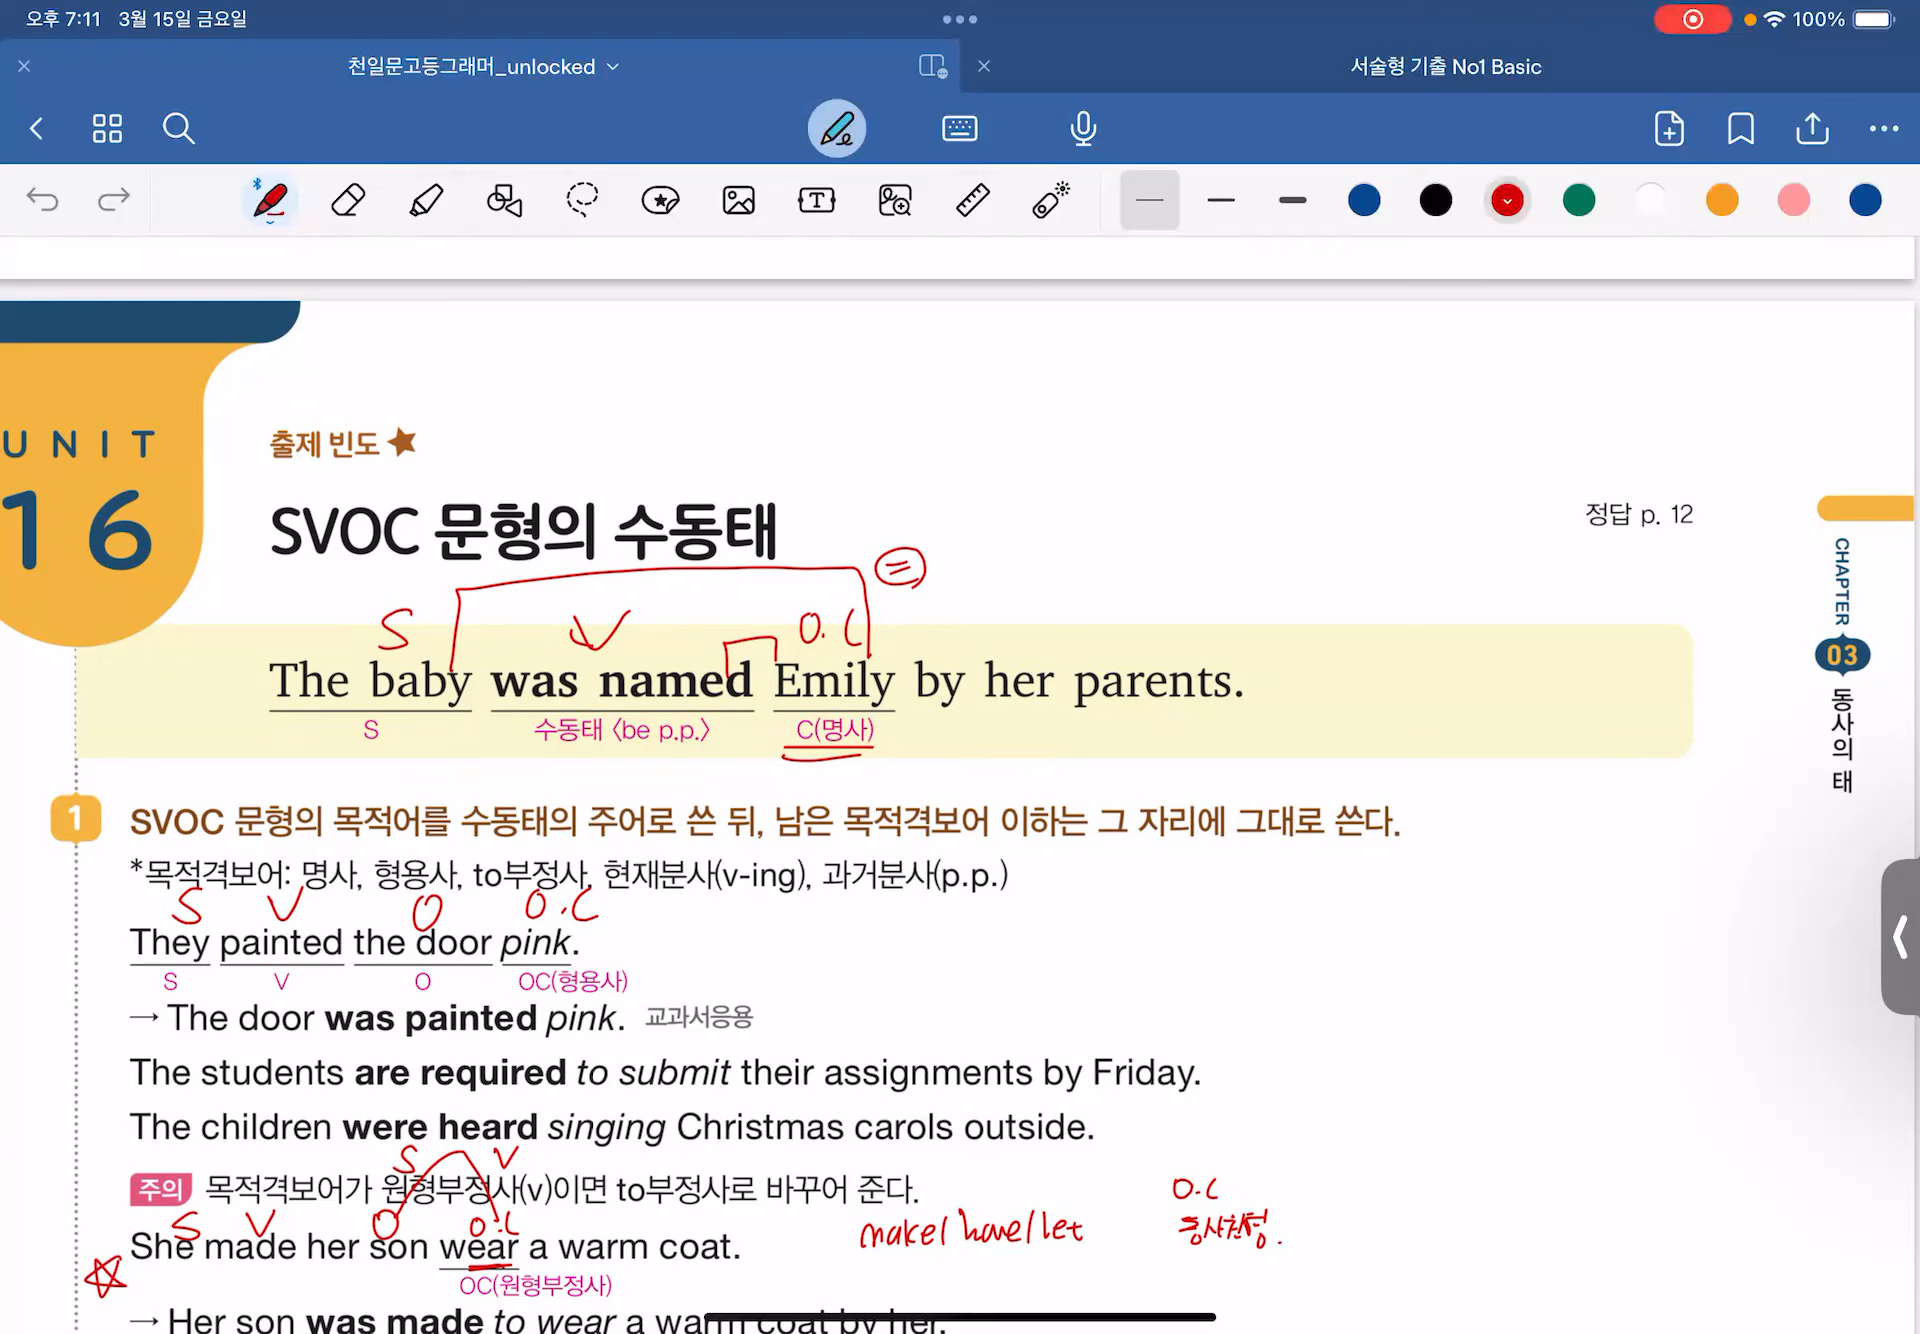 오후 7:11 3월 15일 금요일
100%
천일문고등그래머_unlocked
서술형 기출 No1 Basic
UNIT
16
출제 빈도
SVOC 문형의 수동태
정답 p. 12
CHAPTER
03
동사의 태
=
S V O.C
The baby was named Emily by her parents.
S 수동태 〈be p.p.〉 C(명사)
1 SVOC 문형의 목적어를 수동태의 주어로 쓴 뒤, 남은 목적격보어 이하는 그 자리에 그대로 쓴다.
*목적격보어: 명사, 형용사, to부정사, 현재분사(v-ing), 과거분사(p.p.)
S V O O.C
They painted the door pink.
S V O OC(형용사)
→ The door was painted pink. 교과서응용
The students are required to submit their assignments by Friday.
The children were heard singing Christmas carols outside.
S V
주의 목적격보어가 원형부정사(v)이면 to부정사로 바꾸어 준다.
O.C
S V O O.C
make/have/let 동사원형.
She made her son wear a warm coat.
OC(원형부정사)
→ Her son was made to wear a warm coat by her.